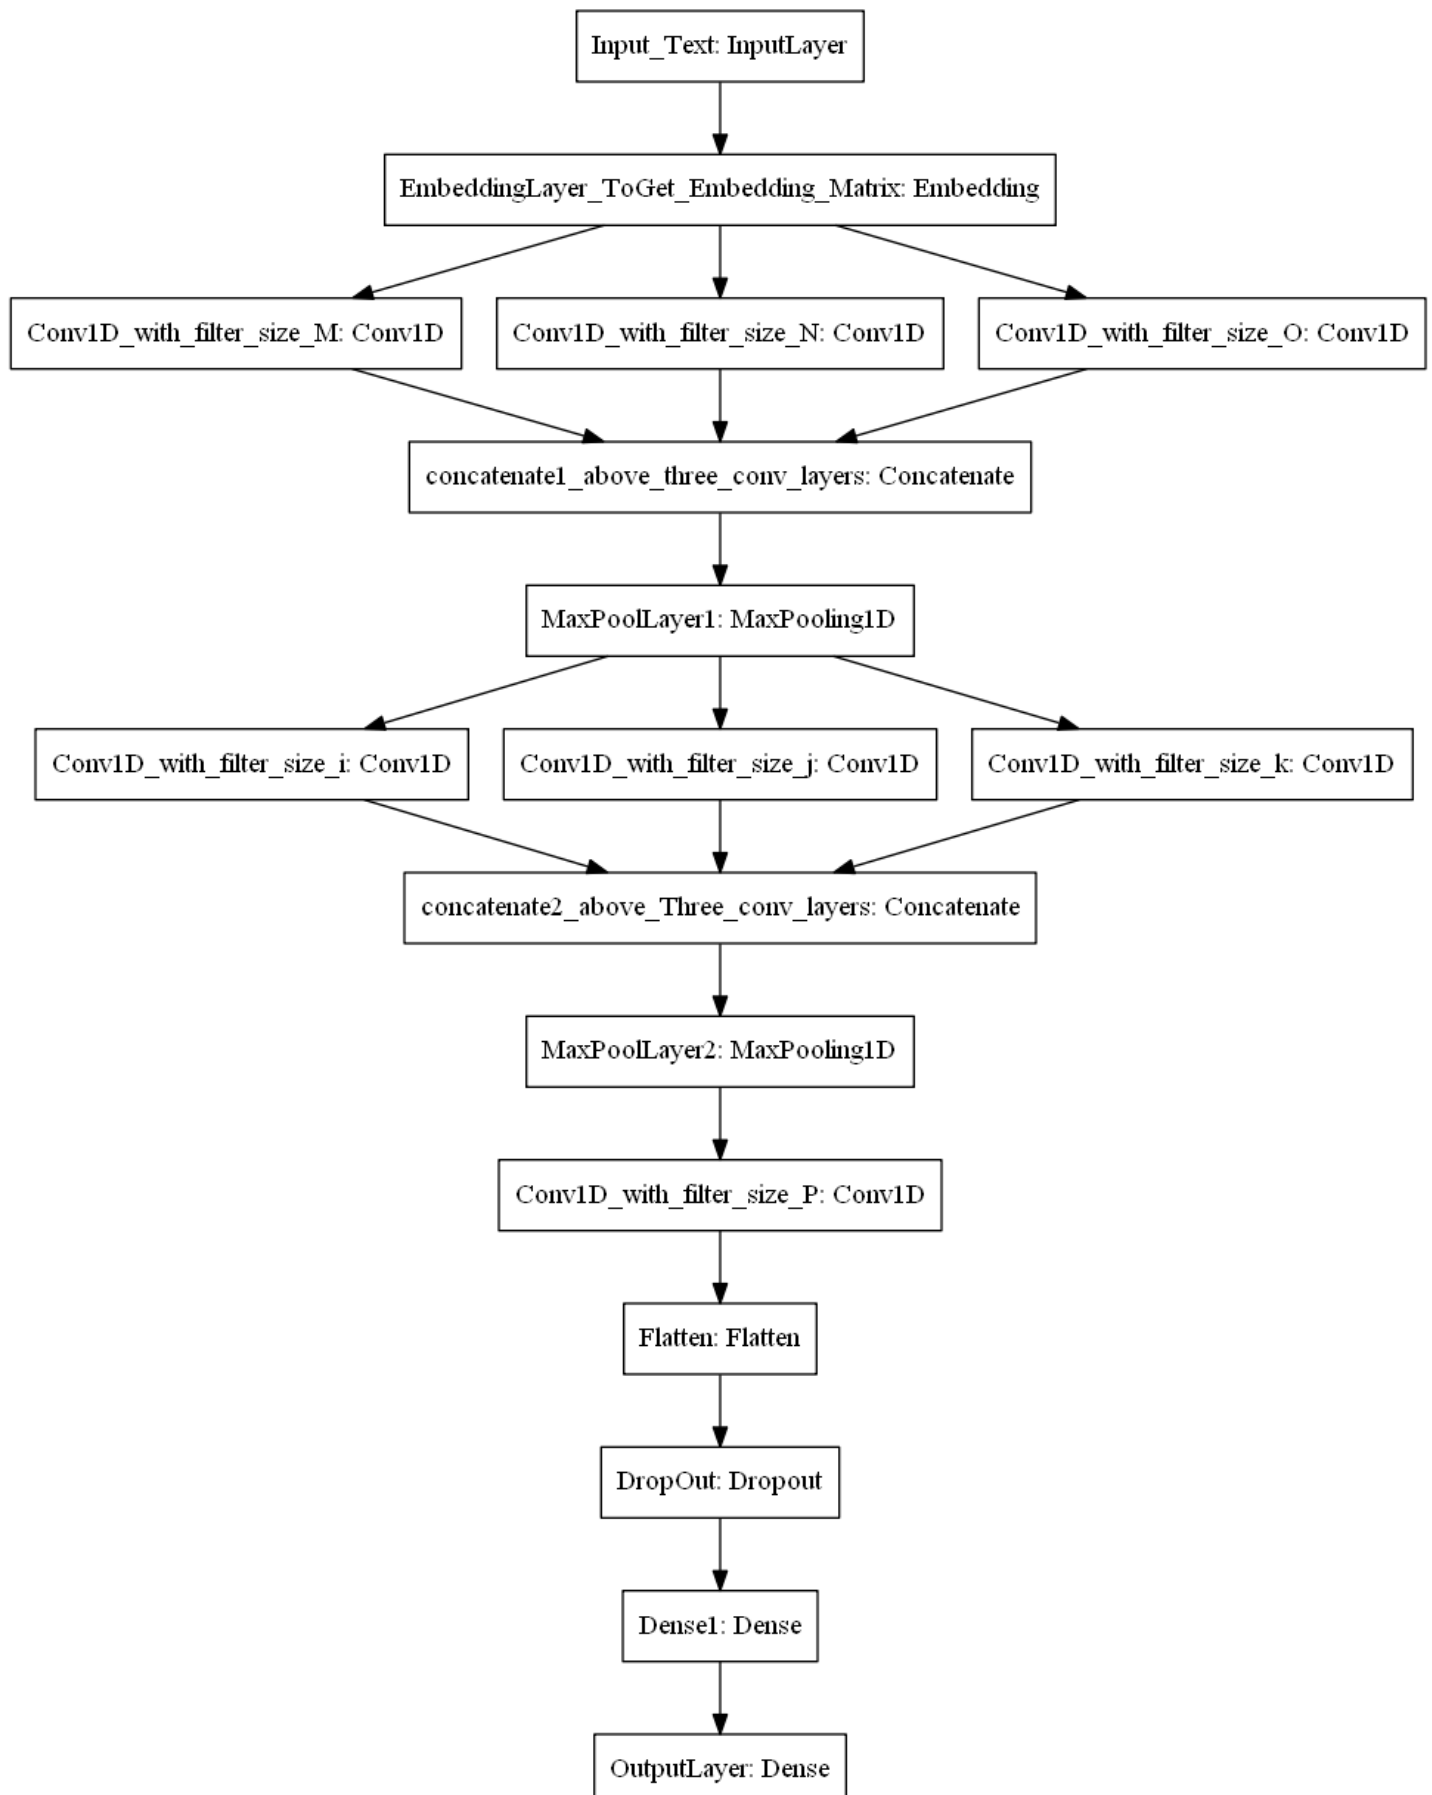 Input_Text: InputLayer
EmbeddingLayer_ToGet_Embedding_Matrix: Embedding
Conv1D_with_filter_size_M: Conv1D
Conv1D_with_filter_size_N: Conv1D
Conv1D_with_filter_size_O: Conv1D
concatenate1_above_three_conv_layers: Concatenate
MaxPoolLayer1: MaxPooling1D
Conv1D_with_filter_size_i: Conv1D
Conv1D_with_filter_size_j: Conv1D
Conv1D_with_filter_size_k: Conv1D
concatenate2_above_Three_conv_layers: Concatenate
MaxPoolLayer2: MaxPooling1D
Conv1D_with_filter_size_P: Conv1D
Flatten: Flatten
DropOut: Dropout
Dense1: Dense
OutputLayer: Dense